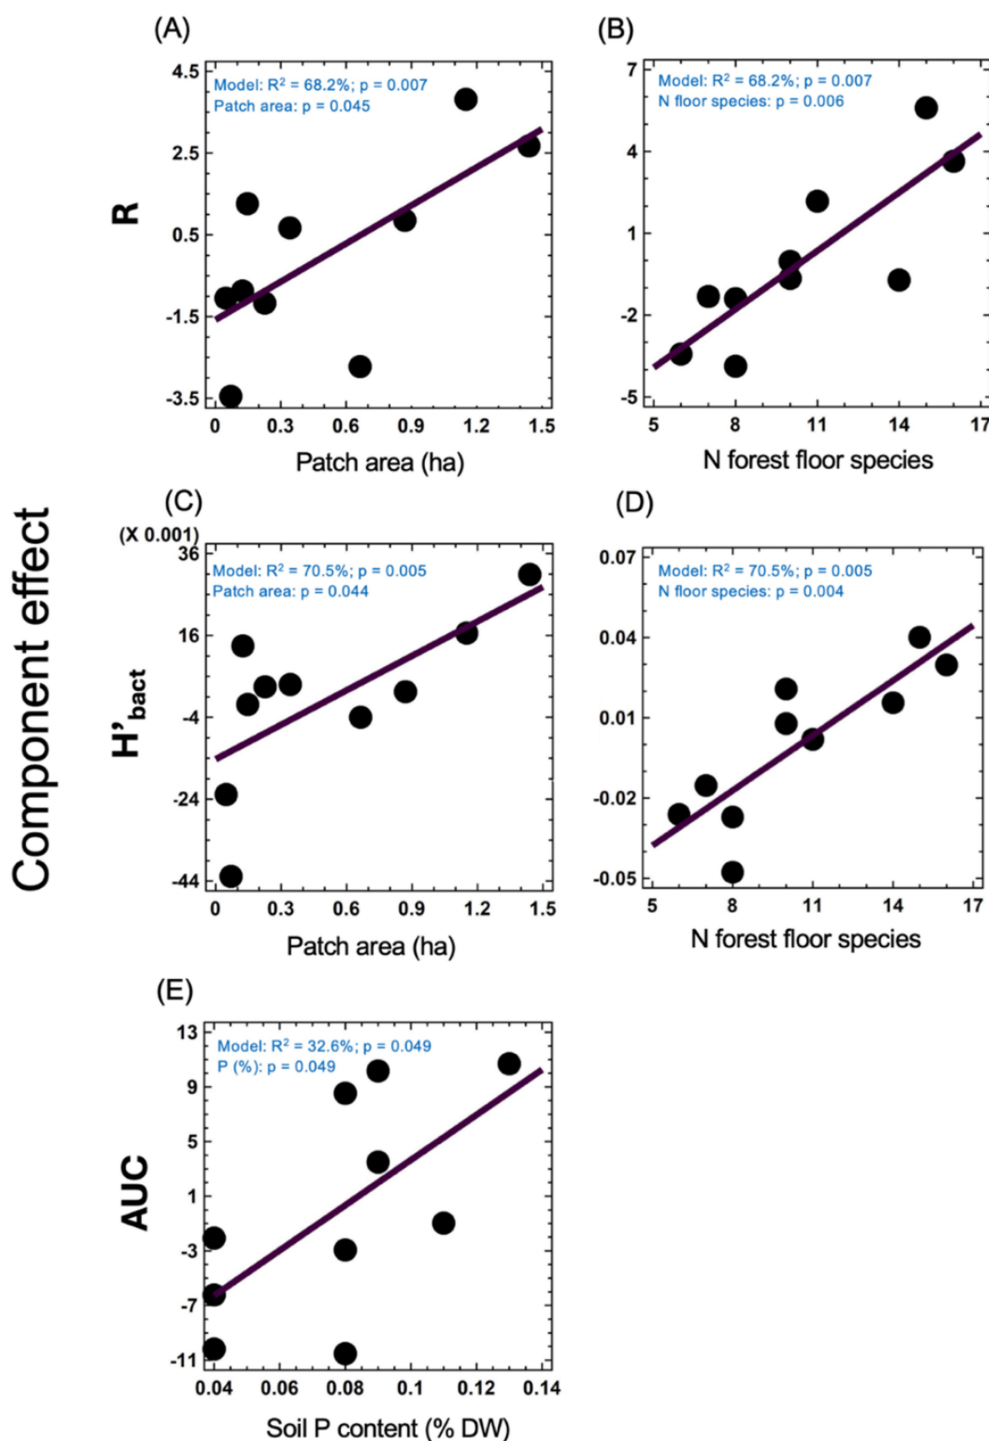 (A)
Model: R² = 68.2%; p = 0.007
Patch area: p = 0.045
4.5
2.5
0.5
-1.5
-3.5
R
0 0.3 0.6 0.9 1.2 1.5
Patch area (ha)
(B)
Model: R² = 68.2%; p = 0.007
N floor species: p = 0.006
7
4
1
-2
-5
5 8 11 14 17
N forest floor species
Component effect
(C)
(X 0.001)
Model: R² = 70.5%; p = 0.005
Patch area: p = 0.044
36
16
-4
-24
-44
H’bact
0 0.3 0.6 0.9 1.2 1.5
Patch area (ha)
(D)
Model: R² = 70.5%; p = 0.005
N floor species: p = 0.004
0.07
0.04
0.01
-0.02
-0.05
5 8 11 14 17
N forest floor species
(E)
Model: R² = 32.6%; p = 0.049
P (%): p = 0.049
13
9
5
1
-3
-7
-11
AUC
0.04 0.06 0.08 0.1 0.12 0.14
Soil P content (% DW)